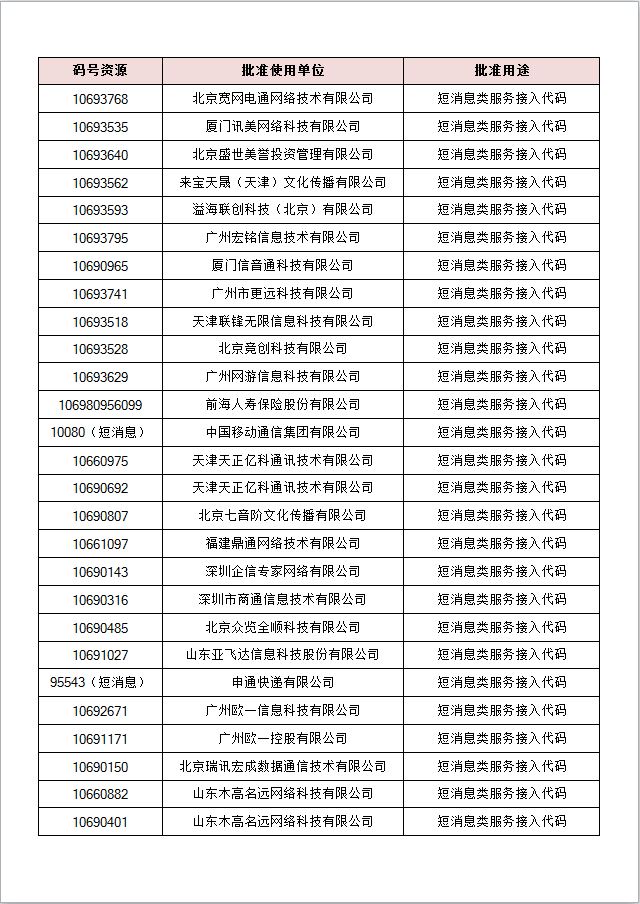 码号资源 批准使用单位 批准用途
10693768 北京宽网电通网络技术有限公司 短消息类服务接入代码
10693535 厦门讯美网络科技有限公司 短消息类服务接入代码
10693640 北京盛世美誉投资管理有限公司 短消息类服务接入代码
10693562 来宝天晟（天津）文化传播有限公司 短消息类服务接入代码
10693593 溢海联创科技（北京）有限公司 短消息类服务接入代码
10693795 广州宏铭信息技术有限公司 短消息类服务接入代码
10690965 厦门信音通科技有限公司 短消息类服务接入代码
10693741 广州市更远科技有限公司 短消息类服务接入代码
10693518 天津联锋无限信息科技有限公司 短消息类服务接入代码
10693528 北京竞创科技有限公司 短消息类服务接入代码
10693629 广州网游信息科技有限公司 短消息类服务接入代码
106980956099 前海人寿保险股份有限公司 短消息类服务接入代码
10080（短消息） 中国移动通信集团有限公司 短消息类服务接入代码
10660975 天津天正亿科通讯技术有限公司 短消息类服务接入代码
10690692 天津天正亿科通讯技术有限公司 短消息类服务接入代码
10690807 北京七音阶文化传播有限公司 短消息类服务接入代码
10661097 福建鼎通网络技术有限公司 短消息类服务接入代码
10690143 深圳企信专家网络有限公司 短消息类服务接入代码
10690316 深圳市商通信息技术有限公司 短消息类服务接入代码
10690485 北京众览全顺科技有限公司 短消息类服务接入代码
10691027 山东亚飞达信息科技股份有限公司 短消息类服务接入代码
95543（短消息） 申通快递有限公司 短消息类服务接入代码
10692671 广州欧一信息科技有限公司 短消息类服务接入代码
10691171 广州欧一控股有限公司 短消息类服务接入代码
10690150 北京瑞讯宏成数据通信技术有限公司 短消息类服务接入代码
10660882 山东木高名远网络科技有限公司 短消息类服务接入代码
10690401 山东木高名远网络科技有限公司 短消息类服务接入代码